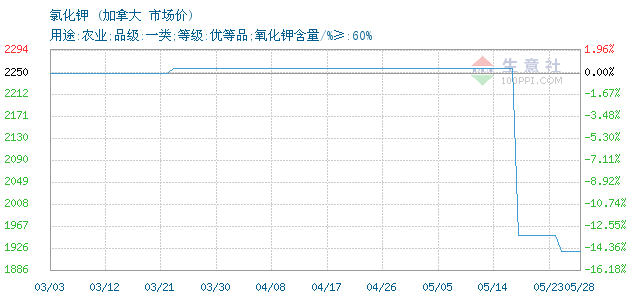 氯化钾 (加拿大 市场价)
用途:农业;品级:一类;等级:优等品;氧化钾含量/%≥:60%
2294 1.96%
2250 0.00%
2212 -1.67%
2171 -3.48%
2130 -5.30%
2090 -7.11%
2049 -8.92%
2008 -10.74%
1967 -12.55%
1926 -14.36%
1886 -16.18%
生意社
100PPI.COM
03/03 03/12 03/21 03/30 04/08 04/17 04/26 05/05 05/14 05/23 05/28